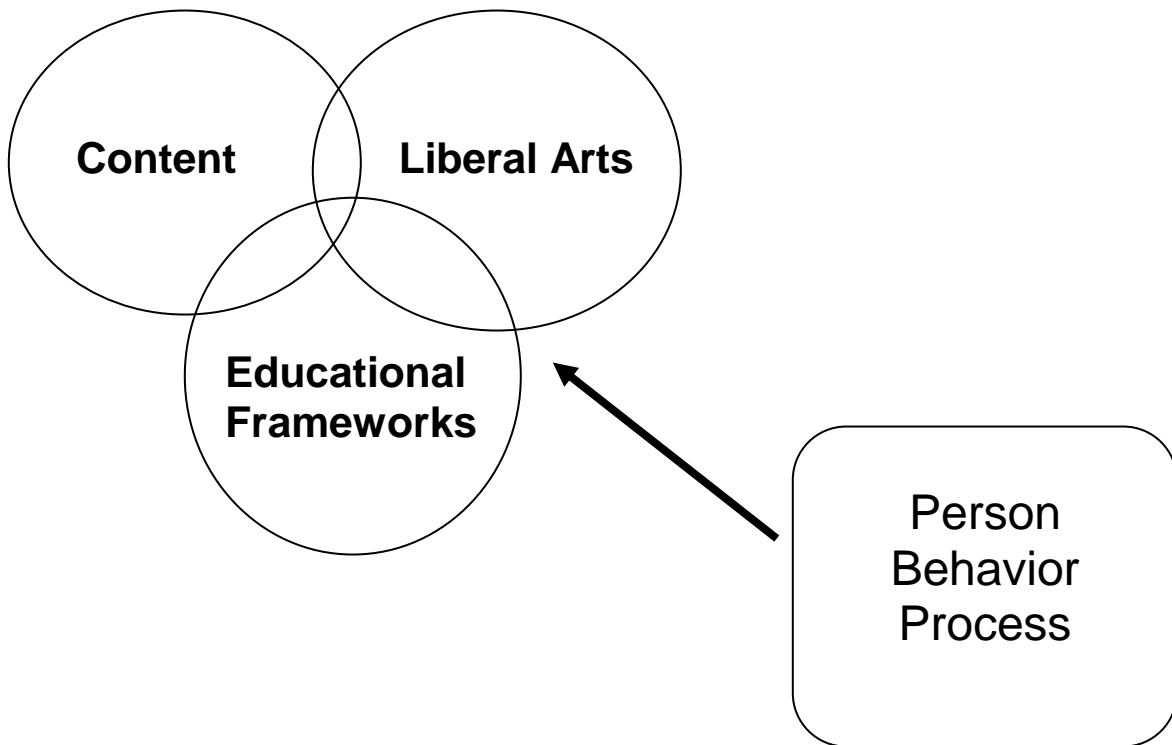 Content
Liberal Arts
Educational
Frameworks
Person
Behavior
Process